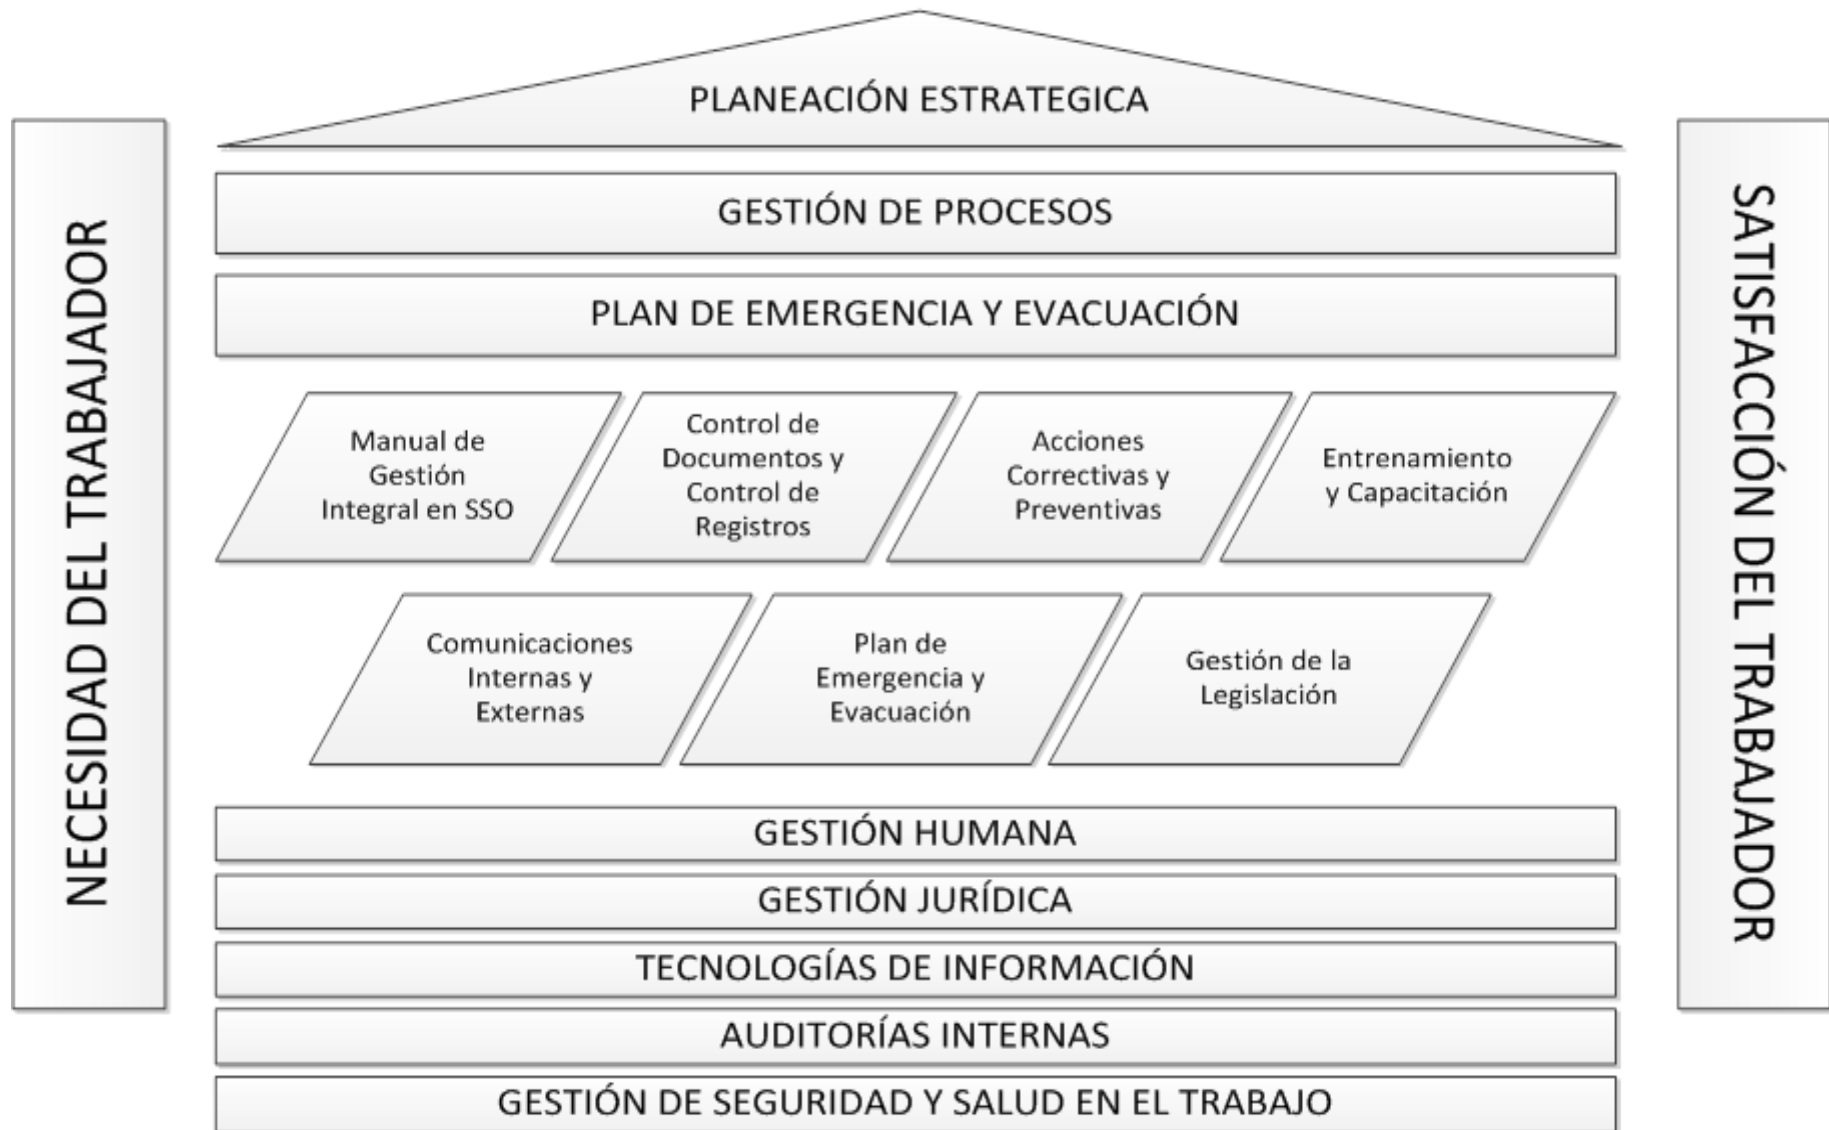 PLANEACIÓN ESTRATEGICA
NECESIDAD DEL TRABAJADOR
GESTIÓN DE PROCESOS
PLAN DE EMERGENCIA Y EVACUACIÓN
Manual de
Gestión
Integral en SSO
Control de
Documentos y
Control de
Registros
Acciones
Correctivas y
Preventivas
Entrenamiento
y Capacitación
Comunicaciones
Internas y
Externas
Plan de
Emergencia y
Evacuación
Gestión de la
Legislación
GESTIÓN HUMANA
GESTIÓN JURÍDICA
TECNOLOGÍAS DE INFORMACIÓN
AUDITORÍAS INTERNAS
GESTIÓN DE SEGURIDAD Y SALUD EN EL TRABAJO
SATISFACCIÓN DEL TRABAJADOR